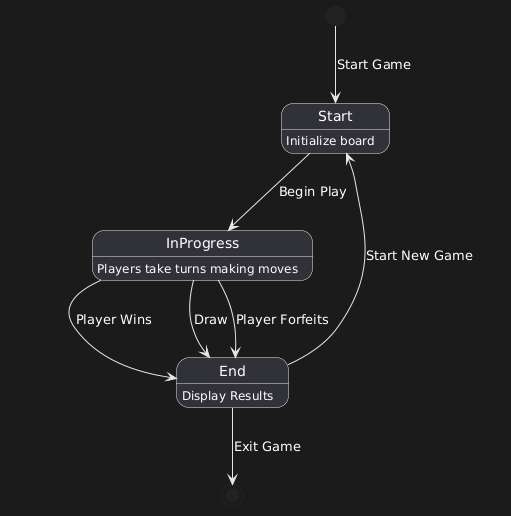 Start Game
Start
Initialize board
Begin Play
InProgress
Players take turns making moves
Start New Game
Player Wins
Draw
Player Forfeits
End
Display Results
Exit Game